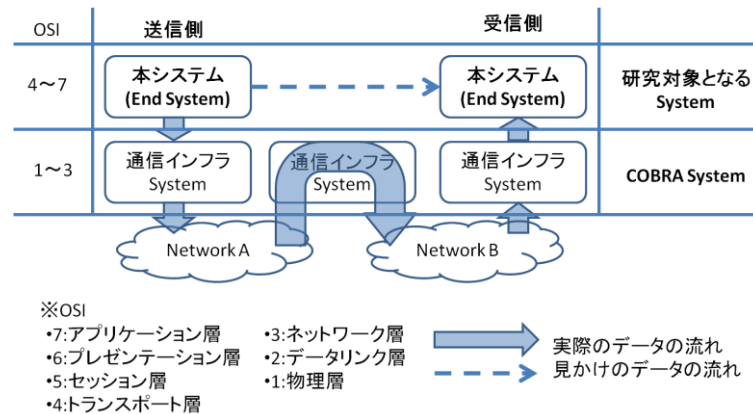 OSI
送信側
受信側
4～7
本システム
(End System)
本システム
(End System)
研究対象となる
System
1～3
通信インフラ
System
通信インフラ
System
通信インフラ
System
COBRA System
Network A
Network B
※OSI
•7:アプリケーション層
•6:プレゼンテーション層
•5:セッション層
•4:トランスポート層
•3:ネットワーク層
•2:データリンク層
•1:物理層
実際のデータの流れ
見かけのデータの流れ